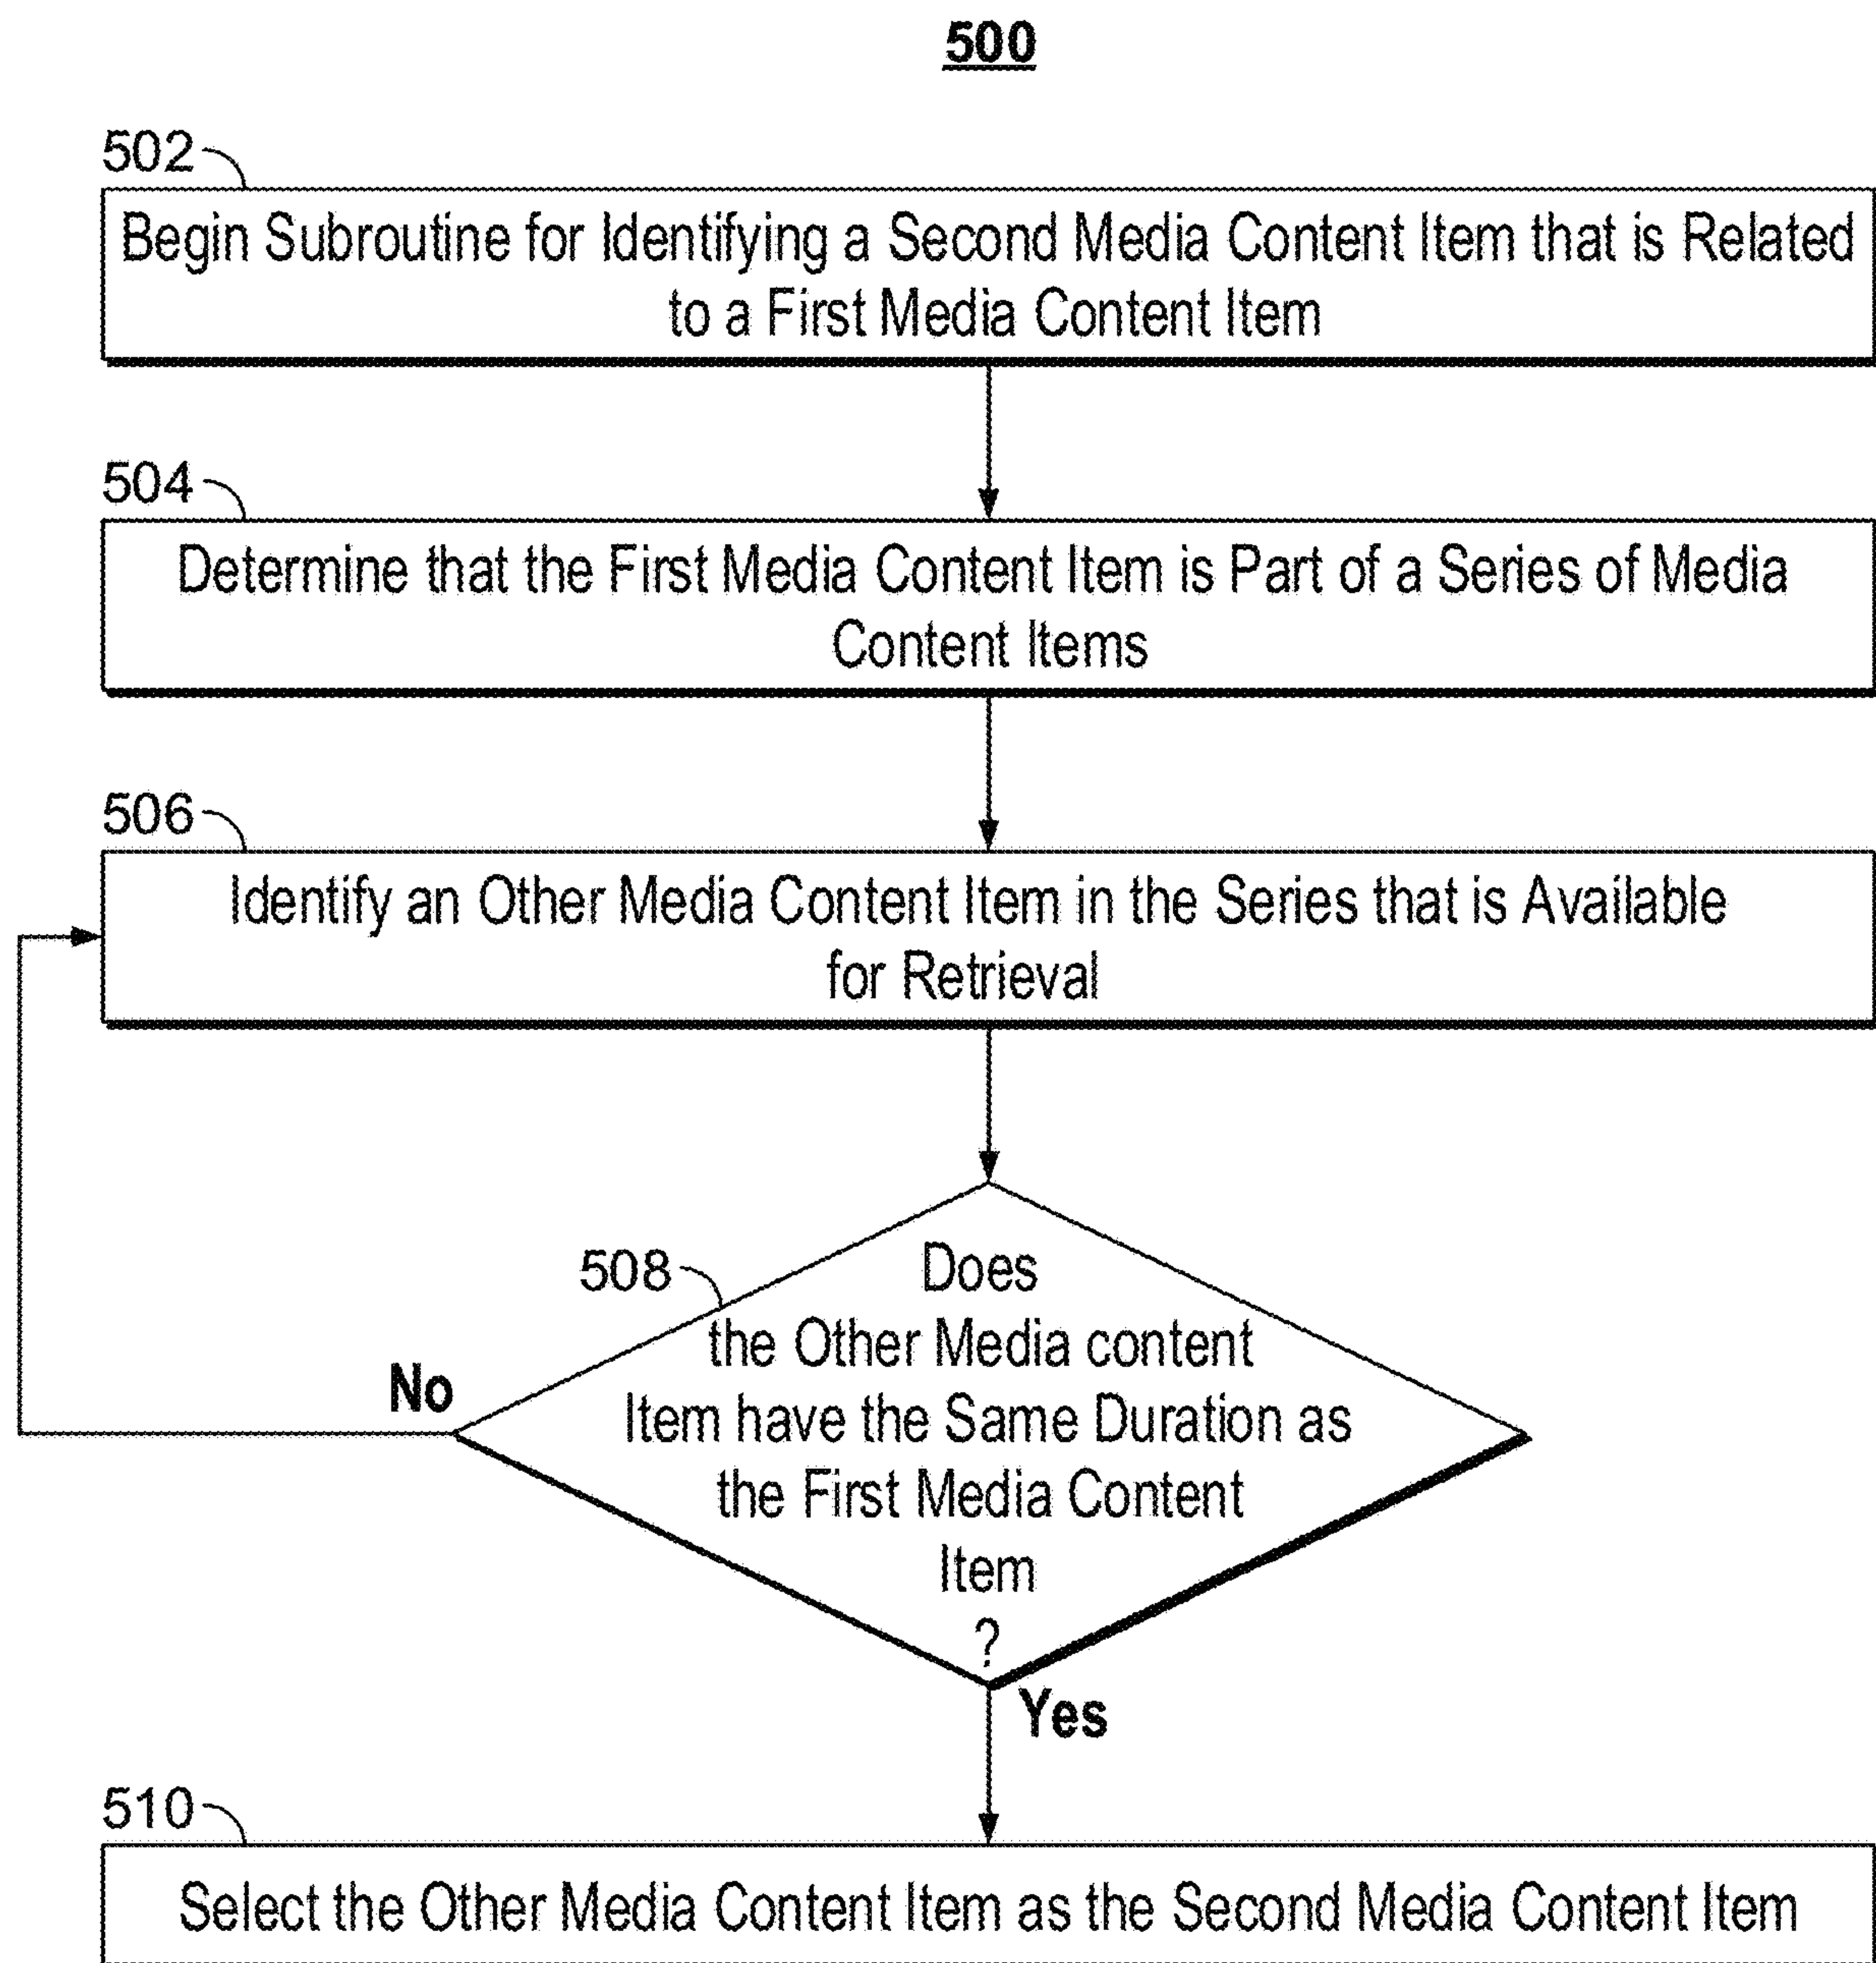 500
502
Begin Subroutine for Identifying a Second Media Content Item that is Related
to a First Media Content Item
504
Determine that the First Media Content Item is Part of a Series of Media
Content Items
506
Identify an Other Media Content Item in the Series that is Available
for Retrieval
508
Does
the Other Media content
Item have the Same Duration as
the First Media Content
Item
?
No
Yes
510
Select the Other Media Content Item as the Second Media Content Item